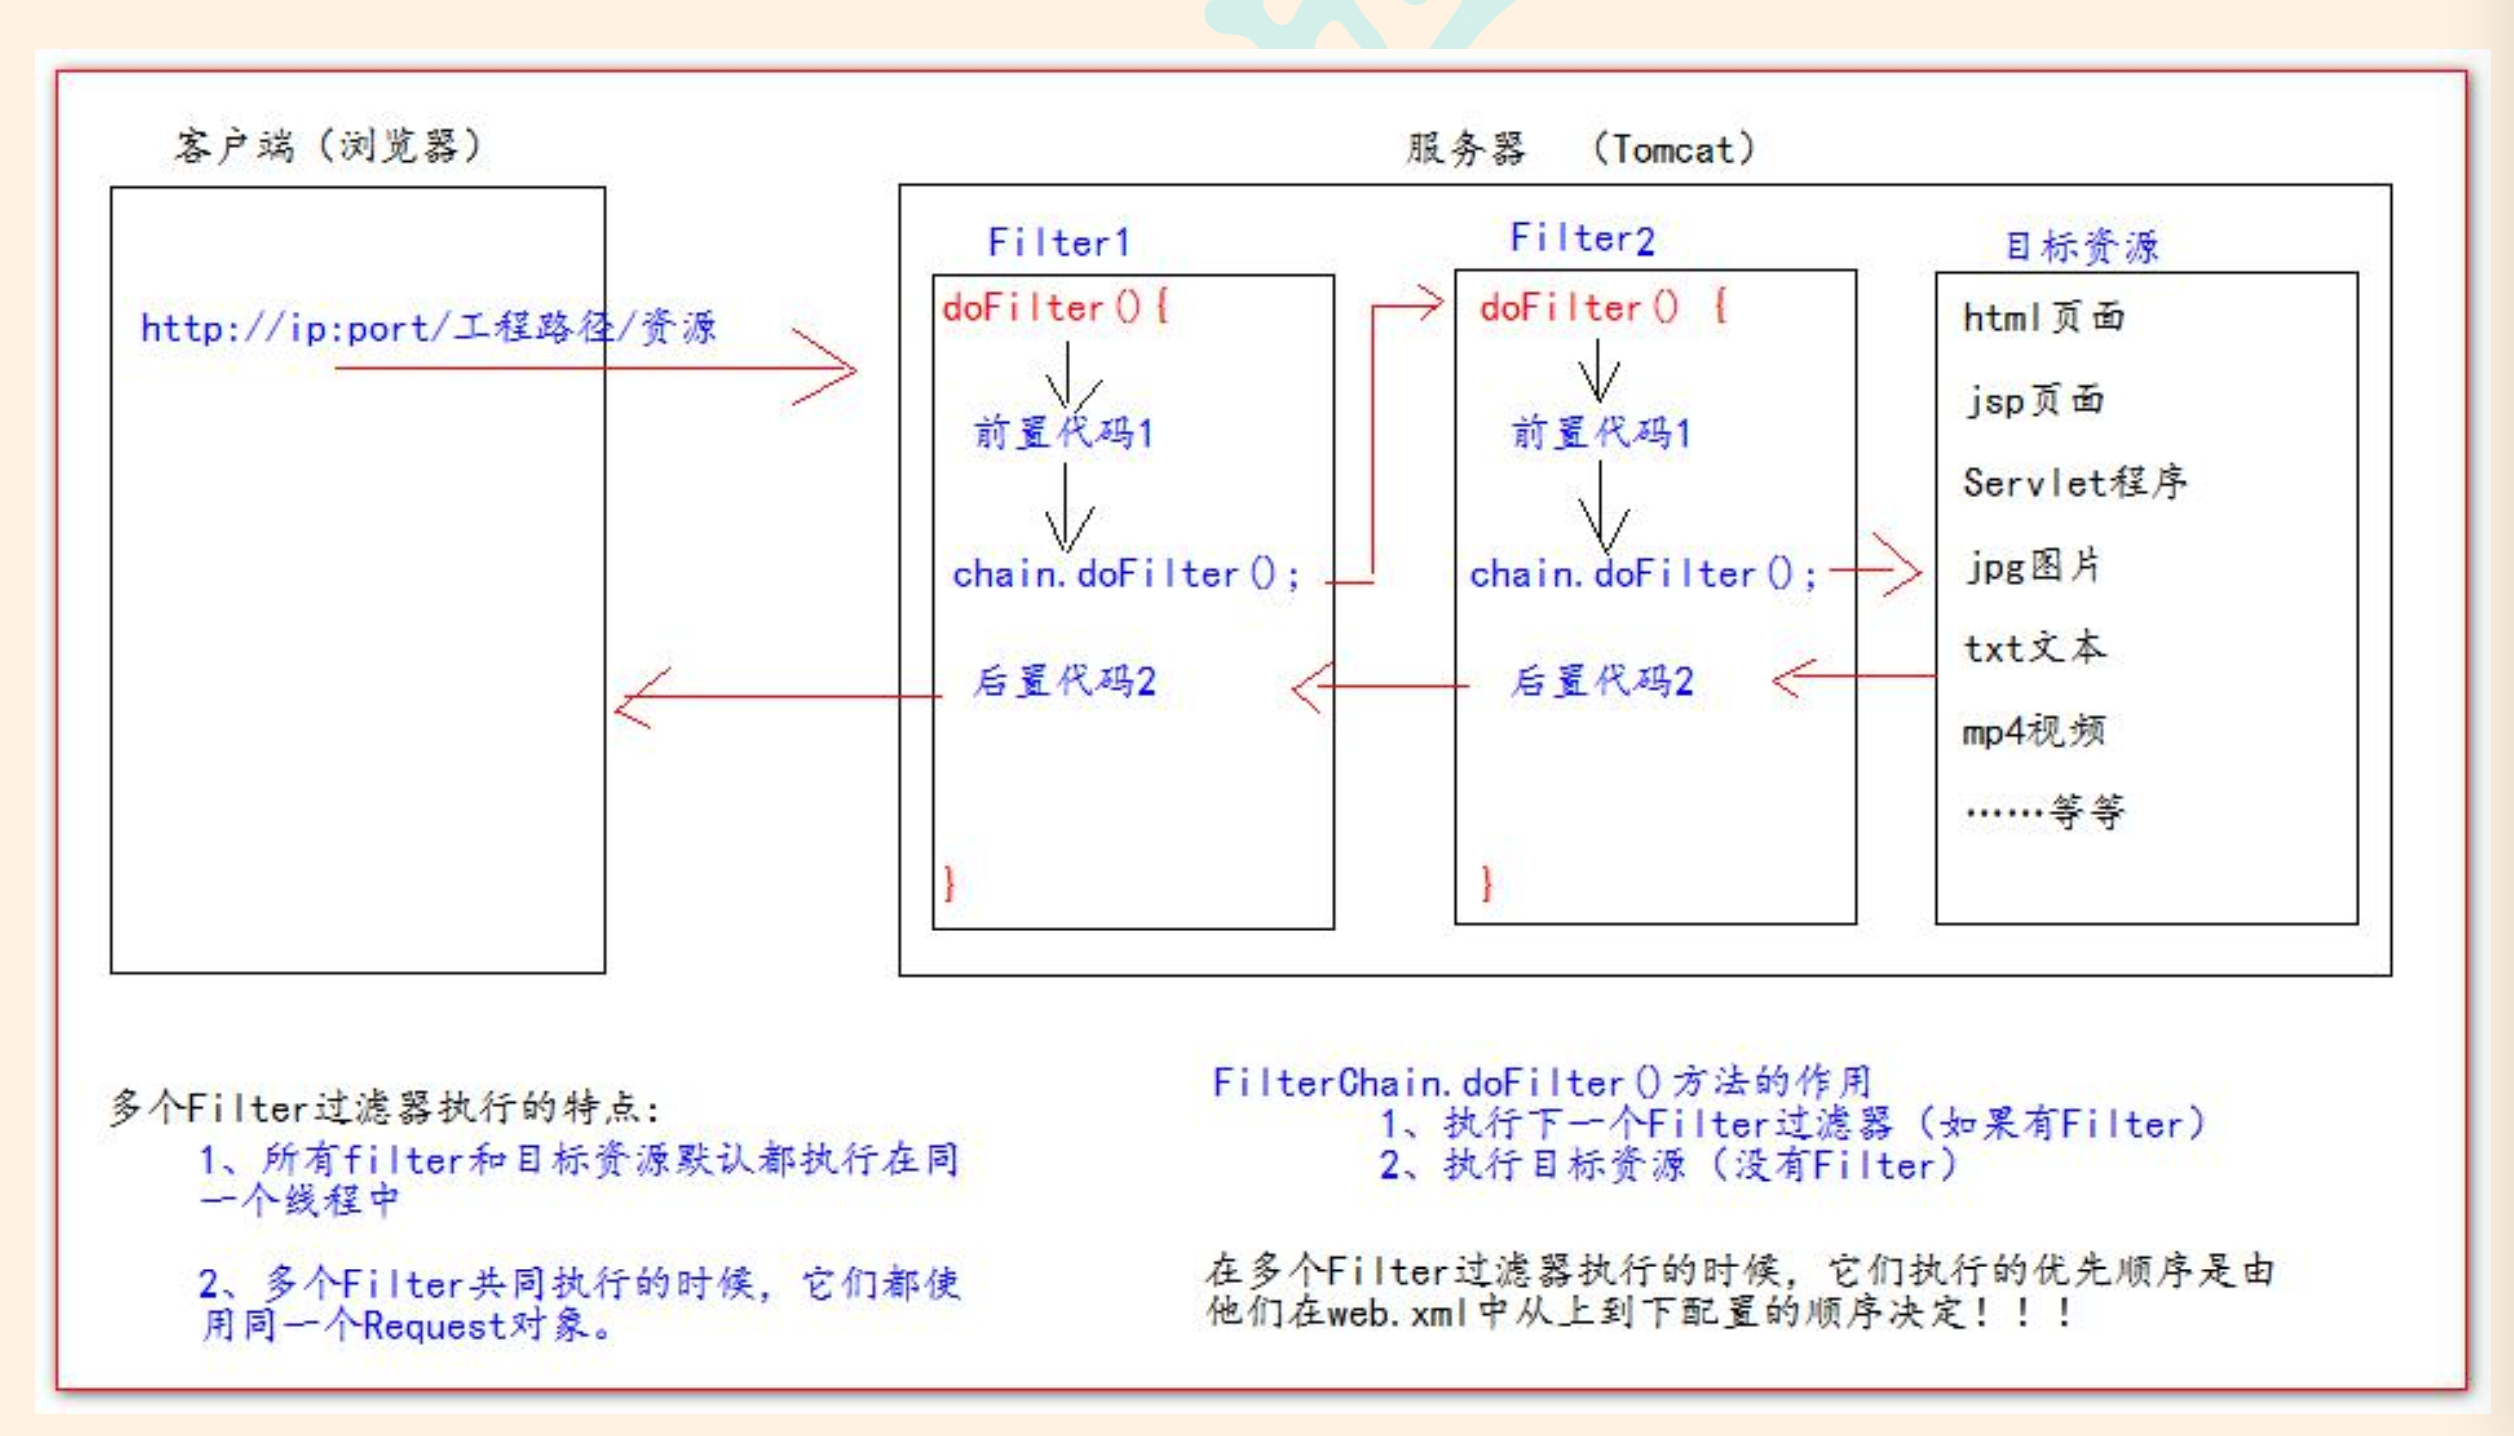 客户端（浏览器）
服务器 （Tomcat）
http://ip:port/工程路径/资源
Filter1
doFilter(){
前置代码1
chain.doFilter();
后置代码2
}
Filter2
doFilter() {
前置代码1
chain.doFilter();
后置代码2
}
目标资源
html页面
jsp页面
Servlet程序
jpg图片
txt文本
mp4视频
……等等
多个Filter过滤器执行的特点：
1、所有filter和目标资源默认都执行在同
一个线程中
2、多个Filter共同执行的时候，它们都使
用同一个Request对象。
FilterChain.doFilter()方法的作用
1、执行下一个Filter过滤器（如果有Filter）
2、执行目标资源（没有Filter）
在多个Filter过滤器执行的时候，它们执行的优先顺序是由
他们在web.xml中从上到下配置的顺序决定！！！